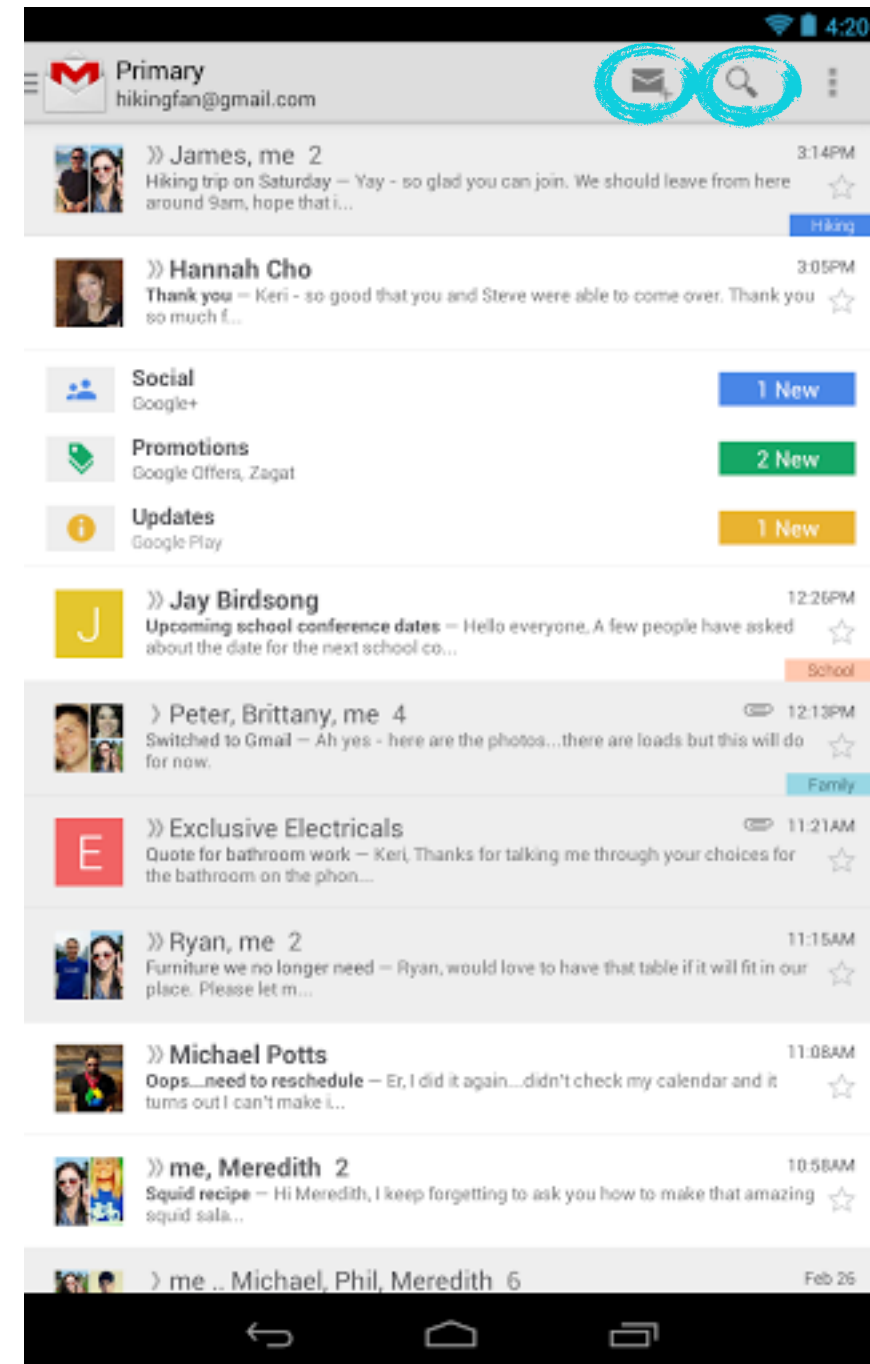 4:20
Primary
hikingfan@gmail.com
James, me 2 3:14PM
Hiking trip on Saturday — Yay - so glad you can join. We should leave from here
around 9am, hope that i...
Hiking
Hannah Cho 3:05PM
Thank you — Keri - so good that you and Steve were able to come over. Thank you
so much f...
Social
1 New
Google+
Promotions
2 New
Google Offers, Zagat
Updates
1 New
Google Play
J
Jay Birdsong 12:26PM
Upcoming school conference dates — Hello everyone, A few people have asked
about the date for the next school co...
School
Peter, Brittany, me 4 12:13PM
Switched to Gmail — Ah yes - here are the photos...there are loads but this will do
for now.
Family
E
Exclusive Electricals 11:21AM
Quote for bathroom work — Keri, Thanks for talking me through your choices for
the bathroom on the phon...
Ryan, me 2 11:15AM
Furniture we no longer need — Ryan, would love to have that table if it will fit in our
place. Please let m...
Michael Potts 11:08AM
Oops...need to reschedule — Er, I did it again...didn't check my calendar and it
turns out I can't make i...
me, Meredith 2 10:58AM
Squid recipe — Hi Meredith, I keep forgetting to ask you how to make that amazing
squid sala...
me .. Michael, Phil, Meredith 6 Feb 26